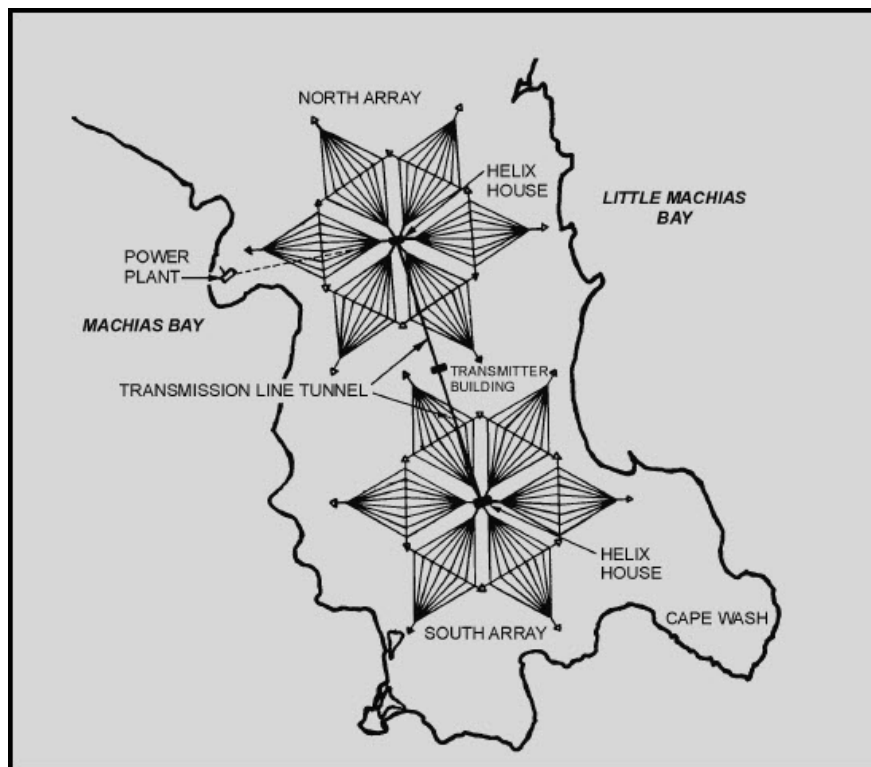 NORTH ARRAY
HELIX
HOUSE
LITTLE MACHIAS
BAY
POWER
PLANT
MACHIAS BAY
TRANSMITTER
BUILDING
TRANSMISSION LINE TUNNEL
HELIX
HOUSE
CAPE WASH
SOUTH ARRAY